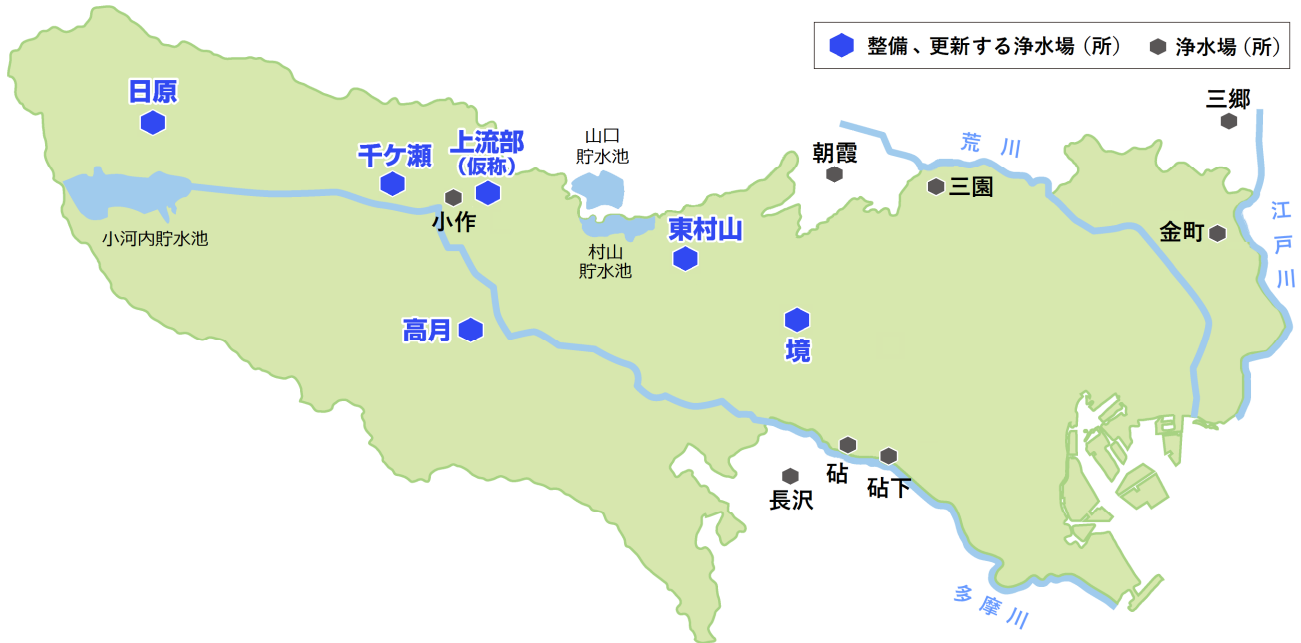 整備、更新する浄水場（所）
浄水場（所）
日原
千ケ瀬
上流部
（仮称）
小作
山口
貯水池
朝霞
荒川
三園
三郷
金町
江戸川
小河内貯水池
村山
貯水池
東村山
高月
境
砧
砧下
長沢
多摩川